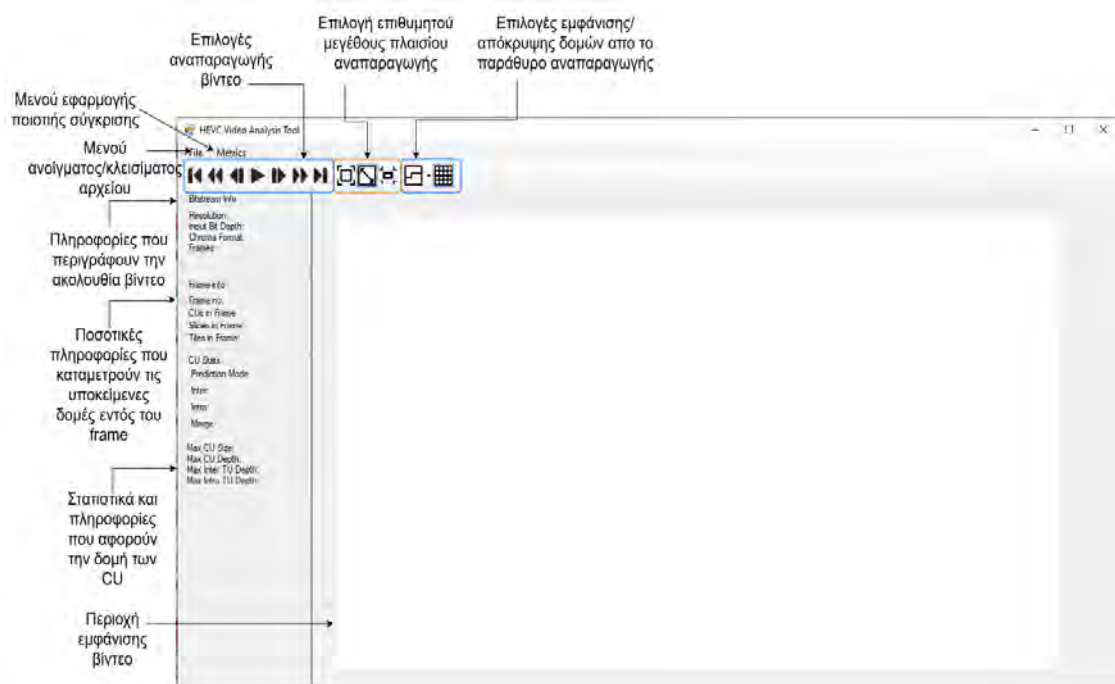 Επιλογές
αναπαραγωγής
βίντεο
Επιλογή επιθυμητού
μεγέθους πλαισίου
αναπαραγωγής
Επιλογές εμφάνισης/
απόκρυψης δομών απο το
παράθυρο αναπαραγωγής
Μενού εφαρμογής
ποιοτής σύγκρισης
Μενού
ανοίγματος/κλεισίματος
αρχείου
Πληροφορίες που
περιγράφουν την
ακολουθία βίντεο
Ποσοτικές
πληροφορίες που
καταμετρούν τις
υποκείμενες
δομές εντός του
frame
Στατιστικά και
πληροφορίες
που αφορούν
την δομή των
CU
Περιοχή
εμφάνισης
βίντεο
HEVC Video Analysis Tool
File Metrics
Bitstream Info
Resolution:
Input Bit Depth:
Chroma Format:
Frames:
Frame info
Frame no.
CUs in Frame
Slices in Frame
Tiles in Frame:
CU Stats
Prediction Mode
Inter:
Intra:
Merge:
Max CU Size:
Max CU Depth:
Max Inter TU Depth:
Max Intra TU Depth: